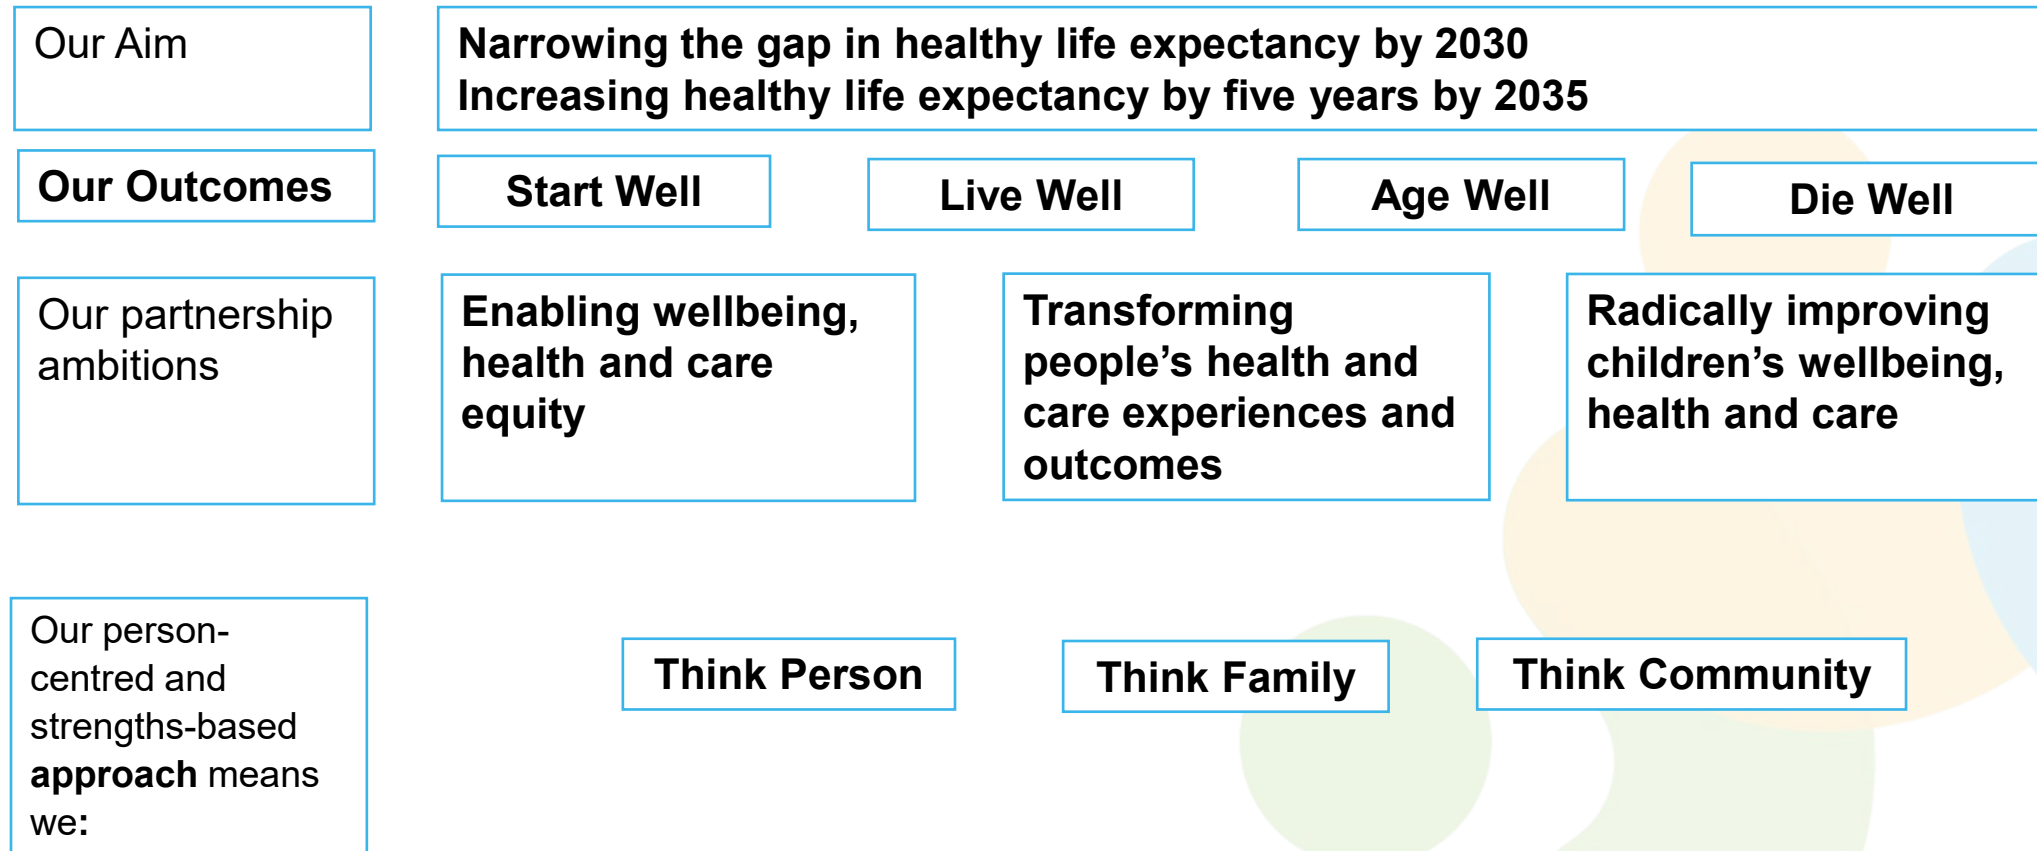 Our Aim
Narrowing the gap in healthy life expectancy by 2030
Increasing healthy life expectancy by five years by 2035
Our Outcomes
Start Well
Live Well
Age Well
Die Well
Our partnership
ambitions
Enabling wellbeing,
health and care
equity
Transforming
people’s health and
care experiences and
outcomes
Radically improving
children’s wellbeing,
health and care
Our person-
centred and
strengths-based
approach means
we:
Think Person
Think Family
Think Community